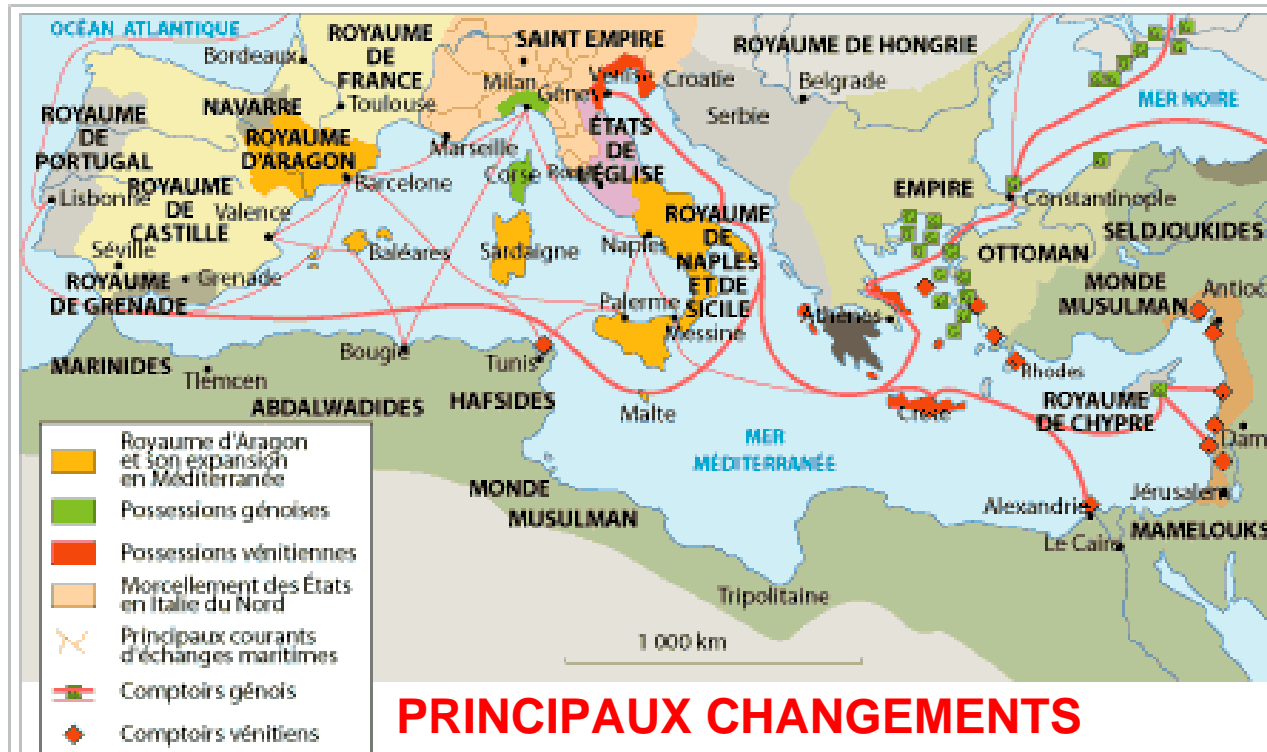 OCÉAN ATLANTIQUE
Bordeaux
ROYAUME
DE
FRANCE
SAINT EMPIRE
ROYAUME DE HONGRIE
Milan
Venise
Croatie
Belgrade
Gênes
MER NOIRE
NAVARRE
Toulouse
Serbie
ROYAUME
DE
PORTUGAL
ROYAUME
D'ARAGON
Marseille
ÉTATS
DE
L'ÉGLISE
Corse
Barcelone
EMPIRE
Constantinople
Lisbonne
ROYAUME
DE
CASTILLE
Valence
ROYAUME
DE
NAPLES
ET DE
SICILE
SELDJOUKIDES
OTTOMAN
Séville
Baléares
Sardaigne
Naples
MONDE
MUSULMAN
Grenade
ROYAUME
DE GRENADE
Palerme
Messine
Athènes
Bougie
Tunis
Rhodes
MARINIDES
Tlemcen
ABDALWADIDES
HAFSIDES
Malte
Crète
ROYAUME
DE CHYPRE
MER
MÉDITERRANÉE
MONDE
MUSULMAN
Alexandrie
Jérusalem
Le Caire
MAMELOUKS
Tripolitaine
1 000 km
Royaume d'Aragon
et son expansion
en Méditerranée
Possessions génoises
Possessions vénitiennes
Morcellement des États
en Italie du Nord
Principaux courants
d'échanges maritimes
Comptoirs génois
Comptoirs vénitiens
PRINCIPAUX CHANGEMENTS